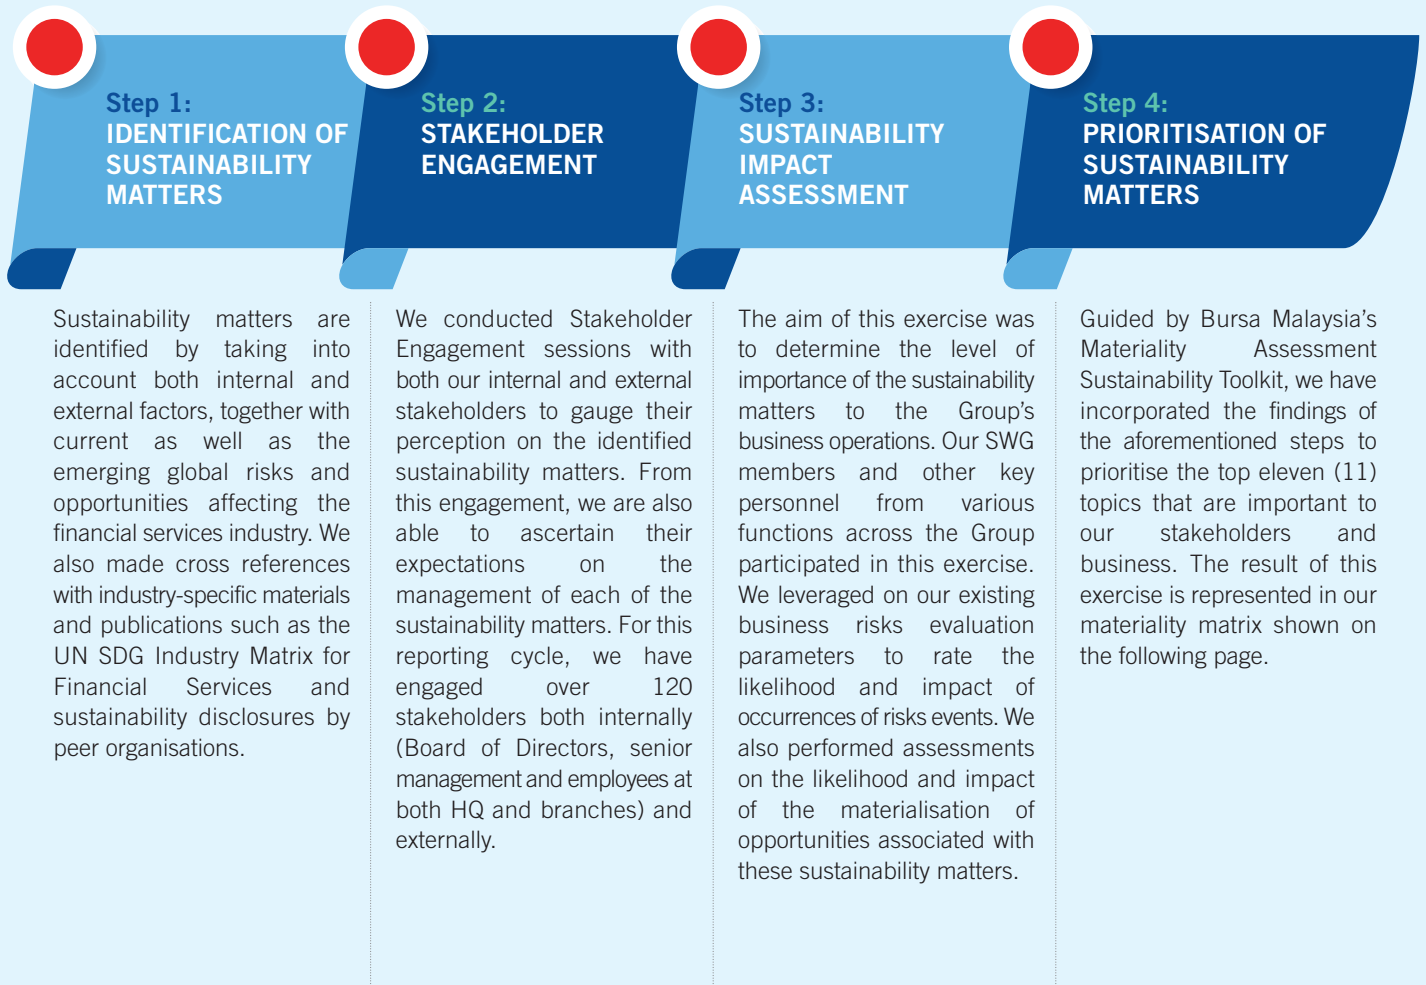 Step 1:
IDENTIFICATION OF
SUSTAINABILITY
MATTERS
Sustainability matters are
identified by taking into
account both internal and
external factors, together with
current as well as the
emerging global risks and
opportunities affecting the
financial services industry. We
also made cross references
with industry-specific materials
and publications such as the
UN SDG Industry Matrix for
Financial Services and
sustainability disclosures by
peer organisations.
Step 2:
STAKEHOLDER
ENGAGEMENT
We conducted Stakeholder
Engagement sessions with
both our internal and external
stakeholders to gauge their
perception on the identified
sustainability matters. From
this engagement, we are also
able to ascertain their
expectations on the
management of each of the
sustainability matters. For this
reporting cycle, we have
engaged over 120
stakeholders both internally
(Board of Directors, senior
management and employees at
both HQ and branches) and
externally.
Step 3:
SUSTAINABILITY
IMPACT
ASSESSMENT
The aim of this exercise was
to determine the level of
importance of the sustainability
matters to the Group's
business operations. Our SWG
members and other key
personnel from various
functions across the Group
participated in this exercise.
We leveraged on our existing
business risks evaluation
parameters to rate the
likelihood and impact of
occurrences of risks events. We
also performed assessments
on the likelihood and impact
of the materialisation of
opportunities associated with
these sustainability matters.
Step 4:
PRIORITISATION OF
SUSTAINABILITY
MATTERS
Guided by Bursa Malaysia's
Materiality Assessment
Sustainability Toolkit, we have
incorporated the findings of
the aforementioned steps to
prioritise the top eleven (11)
topics that are important to
our stakeholders and
business. The result of this
exercise is represented in our
materiality matrix shown on
the following page.